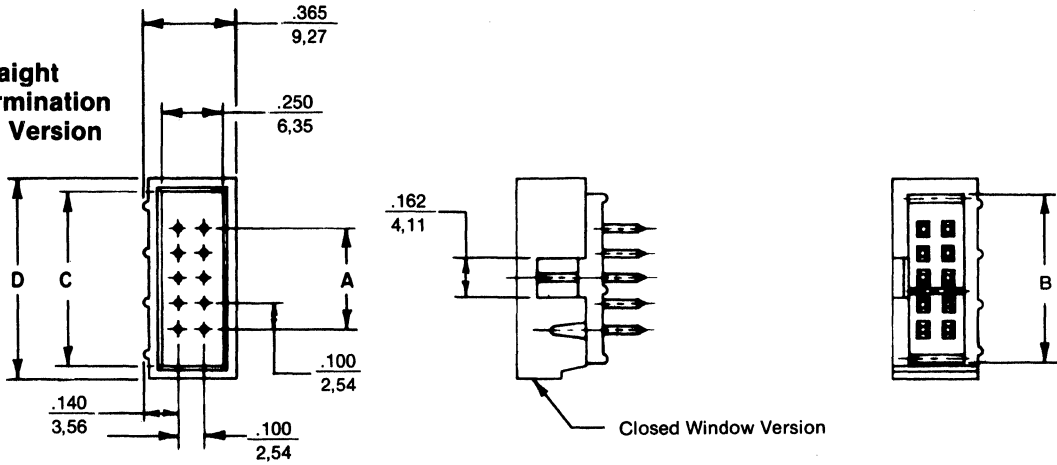 .365
9,27
aight
rmination
Version
.250
6,35
.162
4,11
D
C
A
B
.100
2,54
.140
3,56
.100
2,54
Closed Window Version